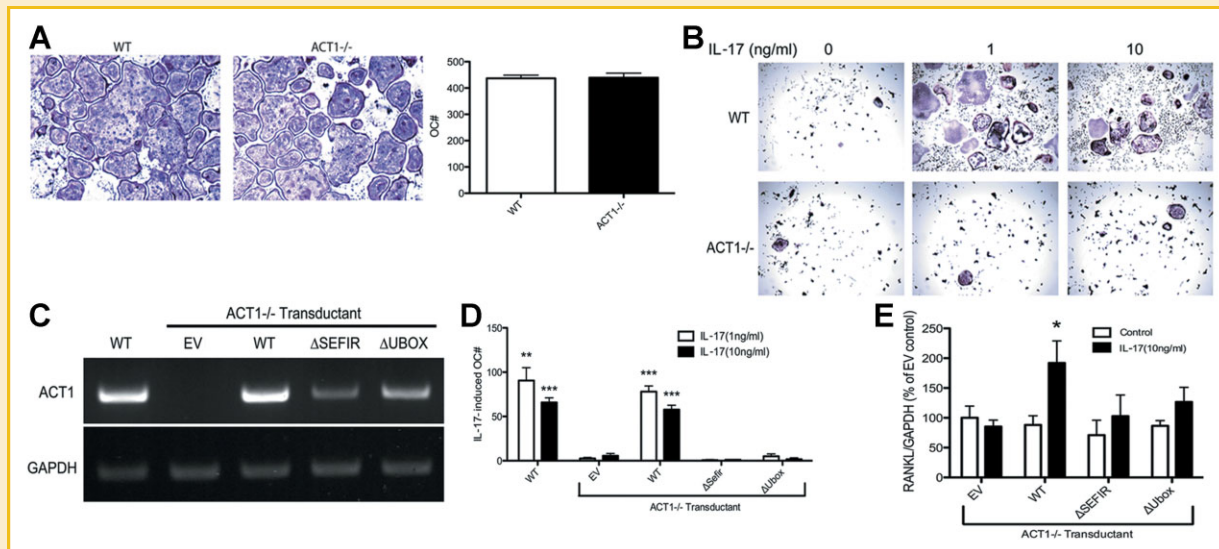 A
WT
ACT1-/-
OC#
500
400
300
200
100
0
WT
ACT1-/-
B
IL-17(ng/ml) 0 1 10
WT
ACT1-/-
C
ACT1-/- Transductant
WT EV WT ΔSEFIR ΔUBOX
ACT1
GAPDH
D
IL-17- induced OC#
150
100
50
0
IL-17(1ng/ml)
IL-17(10ng/ml)
**
***
***
***
WT
EV
WT
ΔSefir
ΔUbox
ACT1-/- Transductant
E
RANKL/GAPDH (% of EV control)
250
200
150
100
50
0
Control
IL-17(10ng/ml)
*
EV
WT
ΔSEFIR
ΔUbox
ACT1-/- Transductant